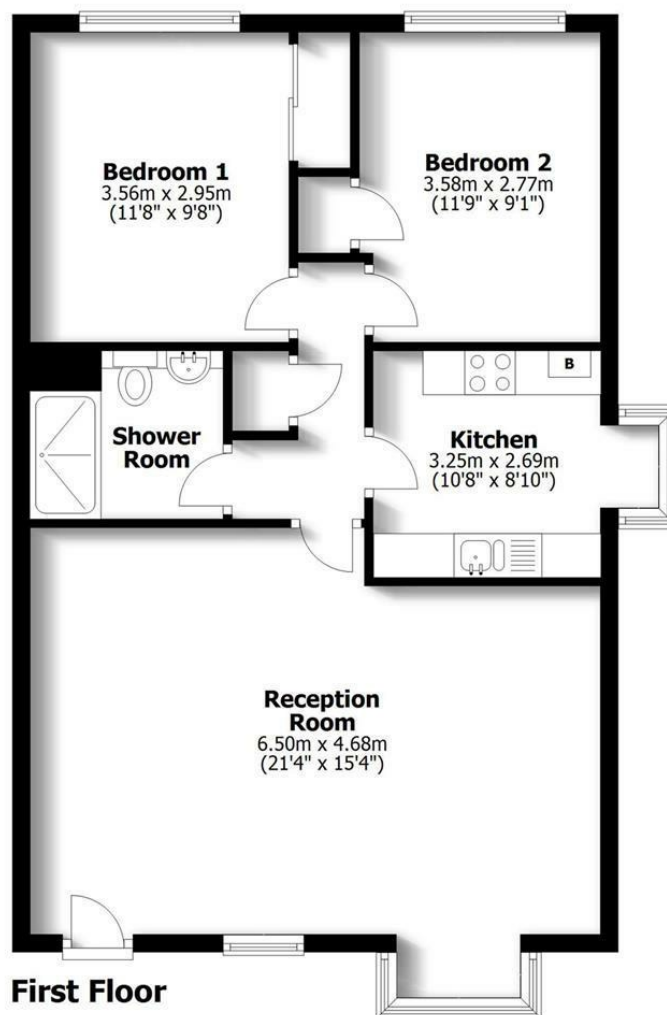 Bedroom 1
3.56m x 2.95m
(11'8" x 9'8")
Bedroom 2
3.58m x 2.77m
(11'9" x 9'1")
B
Shower
Room
Kitchen
3.25m x 2.69m
(10'8" x 8'10")
Reception
Room
6.50m x 4.68m
(21'4" x 15'4")
First Floor